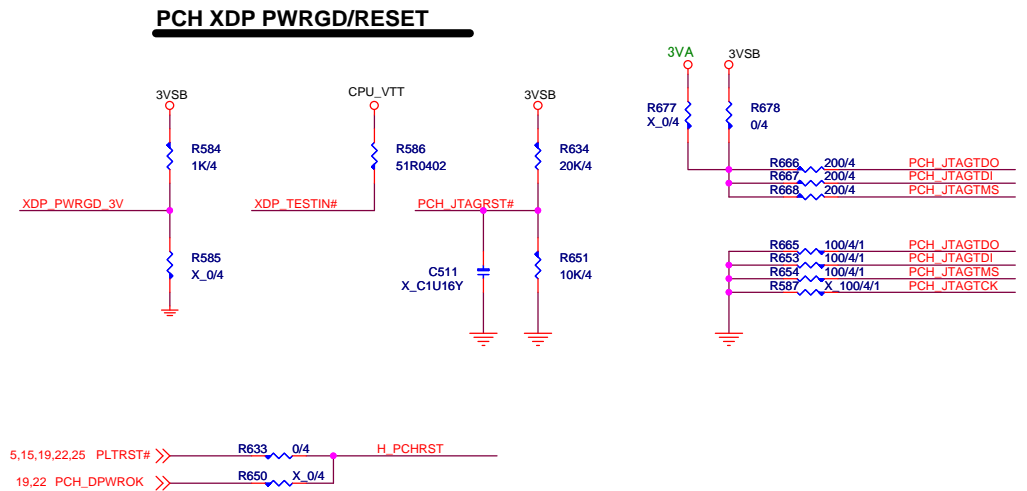 PCH XDP PWRGD/RESET
3VSB
R584
1K/4
XDP_PWRGD_3V
R585
X_0/4
CPU_VTT
R586
51R0402
XDP_TESTIN#
3VSB
R634
20K/4
PCH_JTAGRST#
C511
X_C1U16Y
R651
10K/4
3VA
3VSB
R677
X_0/4
R678
0/4
R666 200/4 PCH_JTAGTDO
R667 200/4 PCH_JTAGTDI
R668 200/4 PCH_JTAGTMS
R665 100/4/1 PCH_JTAGTDO
R653 100/4/1 PCH_JTAGTDI
R654 100/4/1 PCH_JTAGTMS
R587 X_100/4/1 PCH_JTAGTCK
5,15,19,22,25 PLTRST# R633 0/4 H_PCHRST
19,22 PCH_DPWROK R650 X_0/4